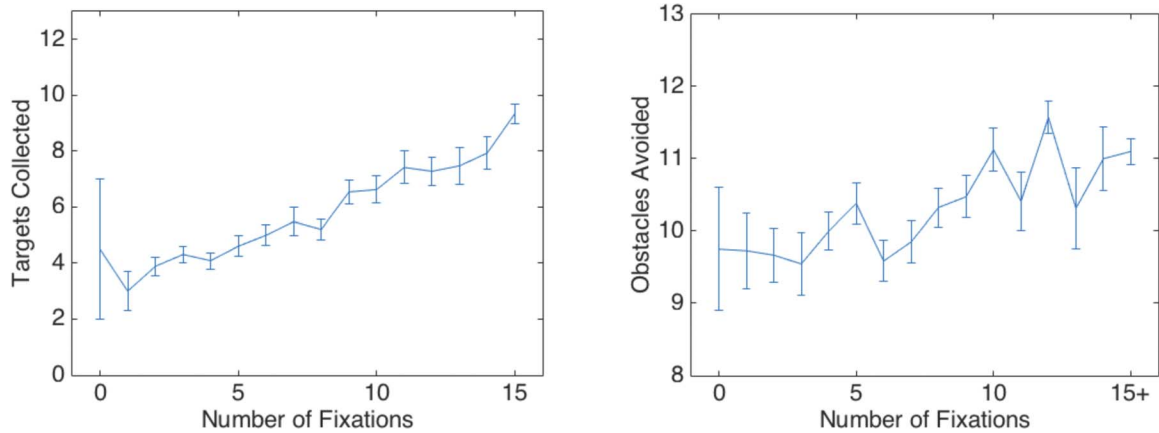 Targets Collected
12
10
8
6
4
2
0
0 5 10 15
Number of Fixations
Obstacles Avoided
13
12
11
10
9
8
0 5 10 15+
Number of Fixations